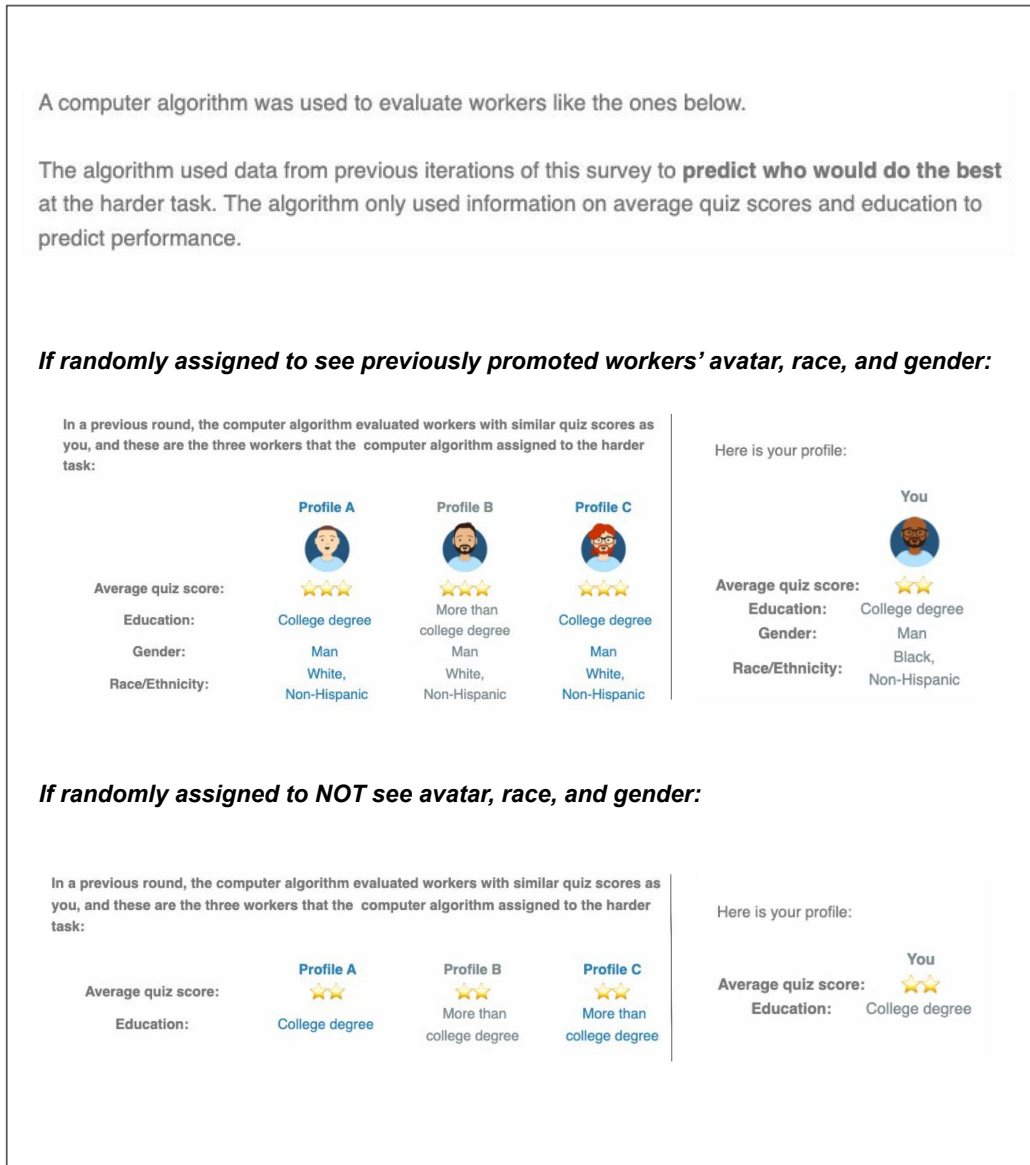 A computer algorithm was used to evaluate workers like the ones below.
The algorithm used data from previous iterations of this survey to predict who would do the best
at the harder task. The algorithm only used information on average quiz scores and education to
predict performance.
If randomly assigned to see previously promoted workers’ avatar, race, and gender:
In a previous round, the computer algorithm evaluated workers with similar quiz scores as
you, and these are the three workers that the computer algorithm assigned to the harder
task:
Profile A Profile B Profile C
Average quiz score:
Education: College degree More than college degree College degree
Gender: Man Man Man
Race/Ethnicity: White, Non-Hispanic White, Non-Hispanic White, Non-Hispanic
Here is your profile:
You
Average quiz score:
Education: College degree
Gender: Man
Race/Ethnicity: Black, Non-Hispanic
If randomly assigned to NOT see avatar, race, and gender:
In a previous round, the computer algorithm evaluated workers with similar quiz scores as
you, and these are the three workers that the computer algorithm assigned to the harder
task:
Profile A Profile B Profile C
Average quiz score:
Education: College degree More than college degree More than college degree
Here is your profile:
You
Average quiz score:
Education: College degree